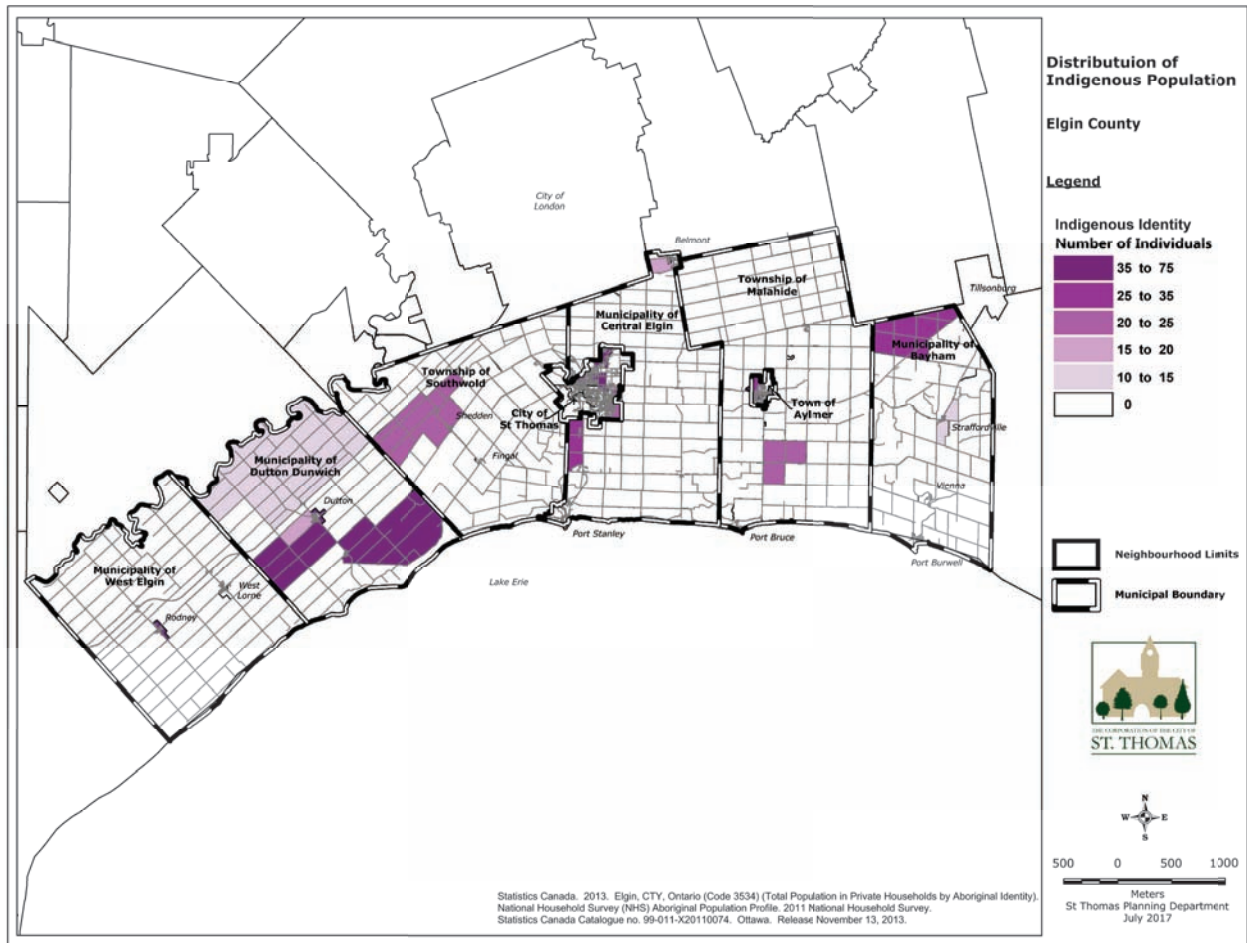 Distributuion of
Indigenous Population
Elgin County
Legend
Indigenous Identity
Number of Individuals
35 to 75
25 to 35
20 to 25
15 to 20
10 to 15
0
Neighbourhood Limits
Municipal Boundary
THE CORPORATION OF THE CITY OF
ST. THOMAS
N
W E
S
500 0 500 1000
Meters
St Thomas Planning Department
July 2017
City of
London
Belmont
Township of
Malahide
Tillsonburg
Municipality of
Central Elgin
Municipality of
Bayham
Township of
Southwold
Shedden
City of
St Thomas
Town of
Aylmer
Straffordville
Fingal
Vienna
Municipality of
Dutton Dunwich
Dutton
Port Stanley
Port Bruce
Port Burwell
Municipality of
West Elgin
West
Lorne
Rodney
Lake Erie
Statistics Canada. 2013. Elgin, CTY, Ontario (Code 3534) (Total Population in Private Households by Aboriginal Identity).
National Household Survey (NHS) Aboriginal Population Profile. 2011 National Household Survey.
Statistics Canada Catalogue no. 99-011-X20110074. Ottawa. Release November 13, 2013.